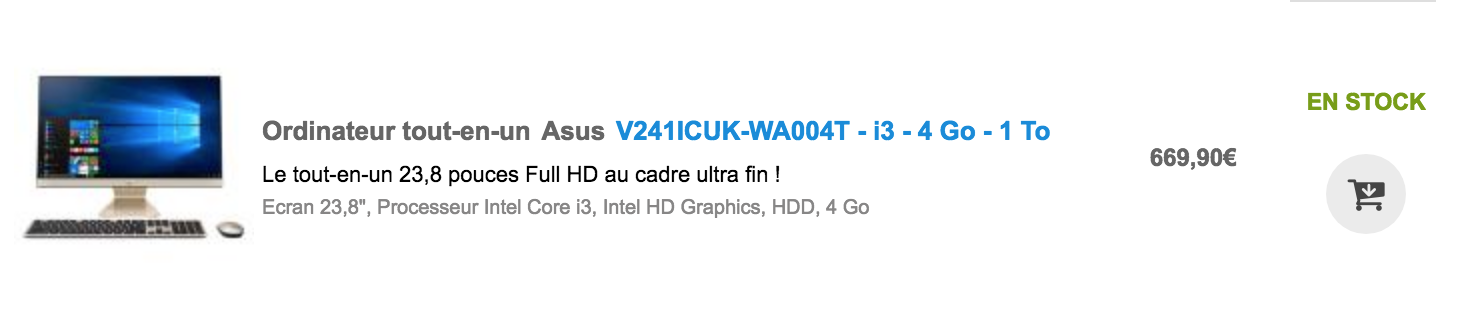 EN STOCK
Ordinateur tout-en-un Asus V241ICUK-WA004T - i3 - 4 Go - 1 To
669,90€
Le tout-en-un 23,8 pouces Full HD au cadre ultra fin !
Ecran 23,8", Processeur Intel Core i3, Intel HD Graphics, HDD, 4 Go